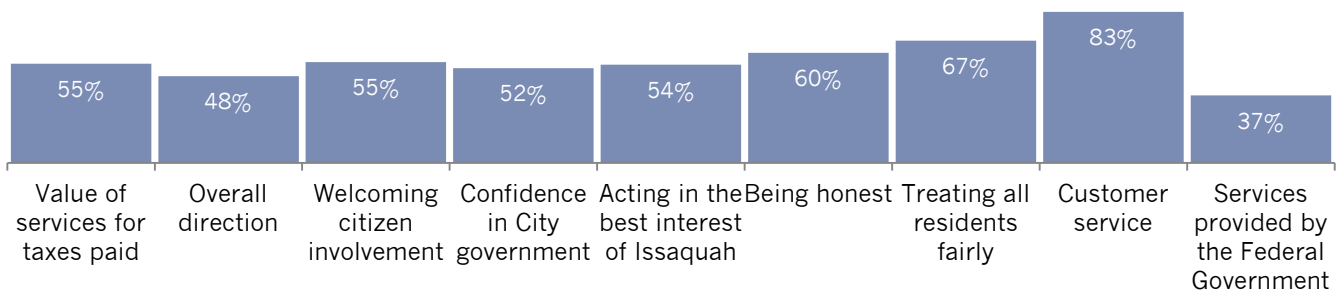 55%
48%
55%
52%
54%
60%
67%
83%
37%
Value of
services for
taxes paid
Overall
direction
Welcoming
citizen
involvement
Confidence
in City
government
Acting in the
best interest
of Issaquah
Being honest
Treating all
residents
fairly
Customer
service
Services
provided by
the Federal
Government